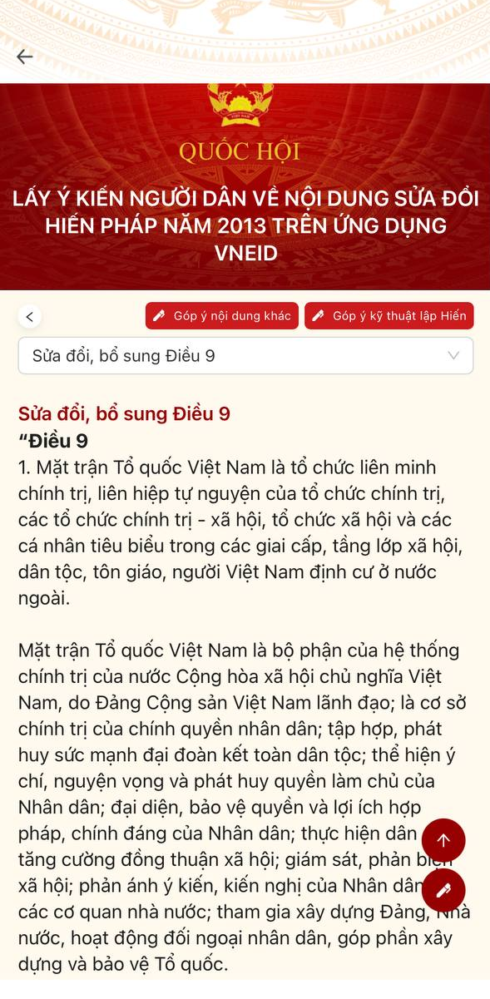 QUỐC HỘI
LẤY Ý KIẾN NGƯỜI DÂN VỀ NỘI DUNG SỬA ĐỔI
HIẾN PHÁP NĂM 2013 TRÊN ỨNG DỤNG
VNEID
Góp ý nội dung khác
Góp ý kỹ thuật lập Hiến
Sửa đổi, bổ sung Điều 9
Sửa đổi, bổ sung Điều 9
“Điều 9
1. Mặt trận Tổ quốc Việt Nam là tổ chức liên minh
chính trị, liên hiệp tự nguyện của tổ chức chính trị,
các tổ chức chính trị - xã hội, tổ chức xã hội và các
cá nhân tiêu biểu trong các giai cấp, tầng lớp xã hội,
dân tộc, tôn giáo, người Việt Nam định cư ở nước
ngoài.
Mặt trận Tổ quốc Việt Nam là bộ phận của hệ thống
chính trị của nước Cộng hòa xã hội chủ nghĩa Việt
Nam, do Đảng Cộng sản Việt Nam lãnh đạo; là cơ sở
chính trị của chính quyền nhân dân; tập hợp, phát
huy sức mạnh đại đoàn kết toàn dân tộc; thể hiện ý
chí, nguyện vọng và phát huy quyền làm chủ của
Nhân dân; đại diện, bảo vệ quyền và lợi ích hợp
pháp, chính đáng của Nhân dân; thực hiện dân
tăng cường đồng thuận xã hội; giám sát, phản biện
xã hội; phản ánh ý kiến, kiến nghị của Nhân dân
các cơ quan nhà nước; tham gia xây dựng Đảng, Nhà
nước, hoạt động đối ngoại nhân dân, góp phần xây
dựng và bảo vệ Tổ quốc.